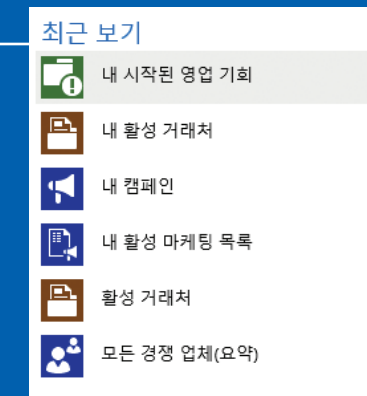 최근 보기
내 시작된 영업 기회
내 활성 거래처
내 캠페인
내 활성 마케팅 목록
활성 거래처
모든 경쟁 업체(요약)